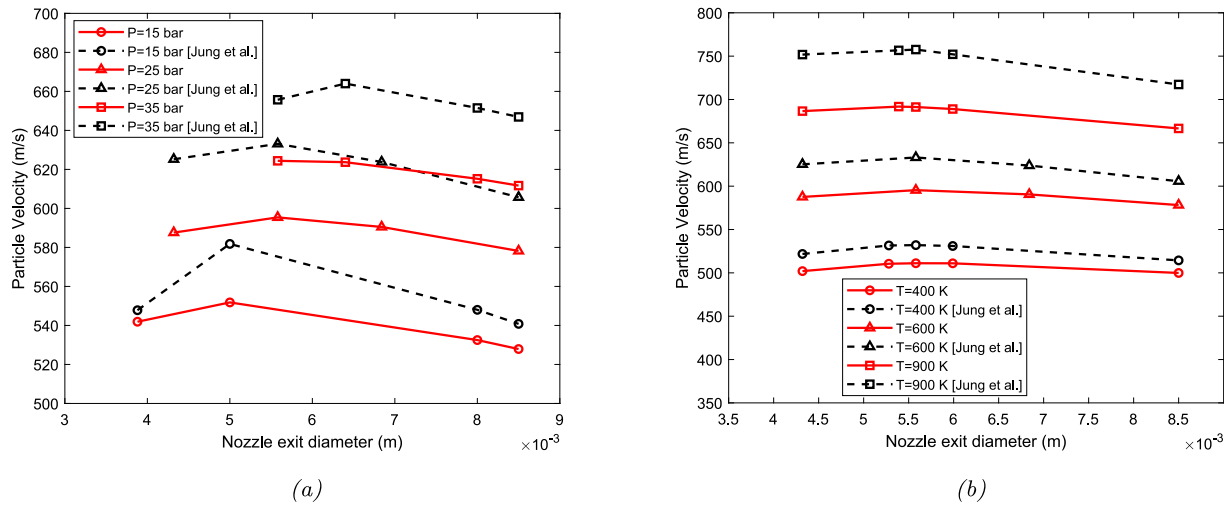 700
680
660
640
620
600
580
560
540
520
500
Particle Velocity (m/s)
P=15 bar
P=15 bar [Jung et al.]
P=25 bar
P=25 bar [Jung et al.]
P=35 bar
P=35 bar [Jung et al.]
3 4 5 6 7 8 9
Nozzle exit diameter (m)
×10⁻³
(a)
800
750
700
650
600
550
500
450
400
350
Particle Velocity (m/s)
T=400 K
T=400 K [Jung et al.]
T=600 K
T=600 K [Jung et al.]
T=900 K
T=900 K [Jung et al.]
3.5 4 4.5 5 5.5 6 6.5 7 7.5 8 8.5
Nozzle exit diameter (m)
×10⁻³
(b)